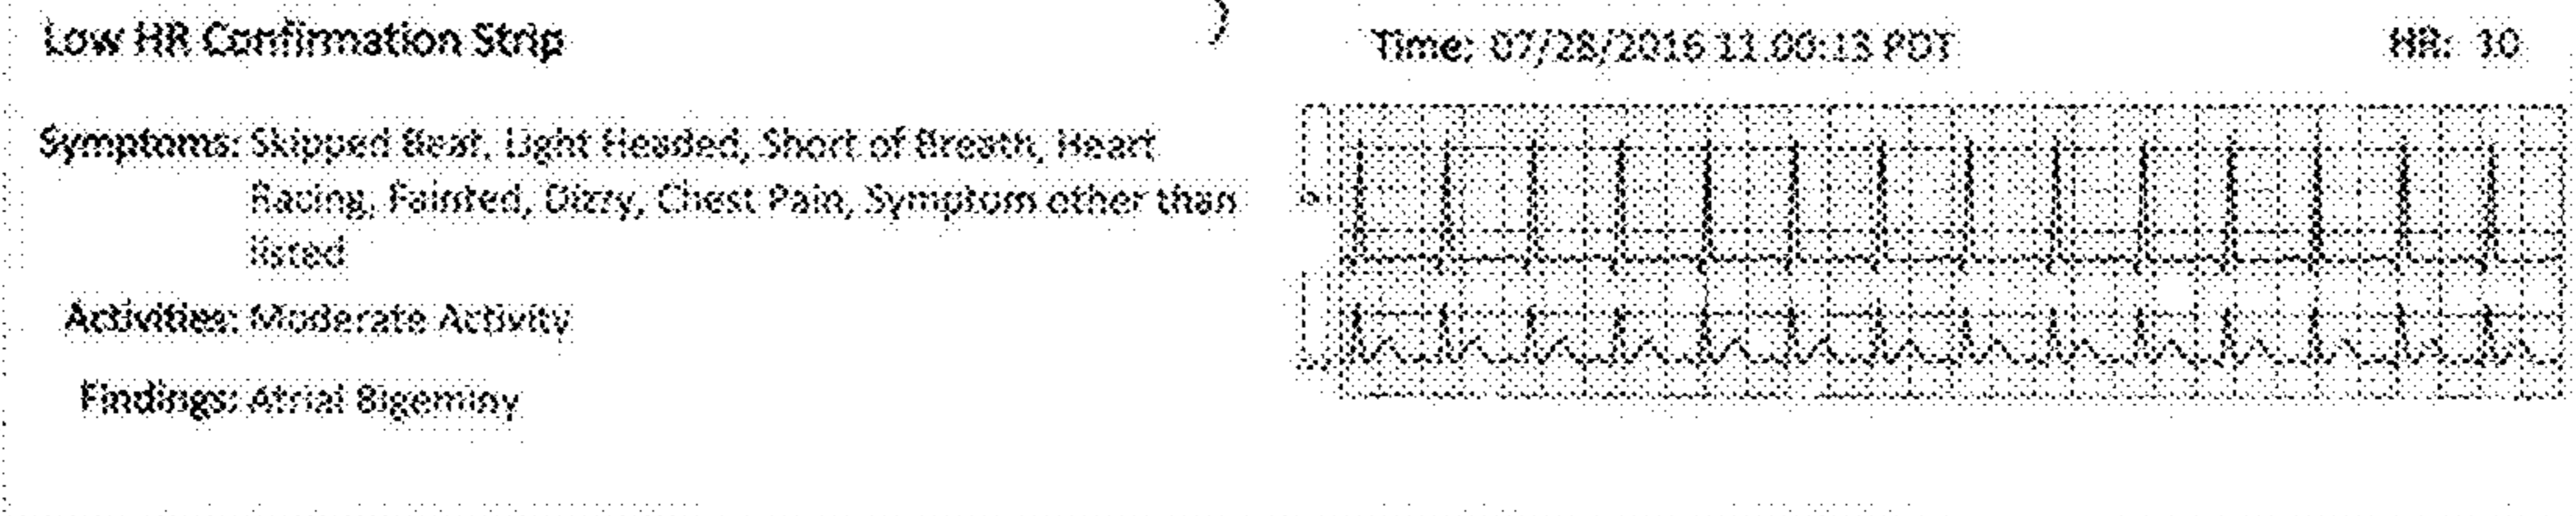 Low HR Confirmation Strip
Time: 07/28/2016 11:00:13 PDT
HR: 10
Symptoms: Skipped Beat, Light Headed, Short of Breath, Heart
Racing, Fainted, Dizzy, Chest Pain, Symptom other than
listed
Activities: Moderate Activity
Findings: Atrial Bigeminy